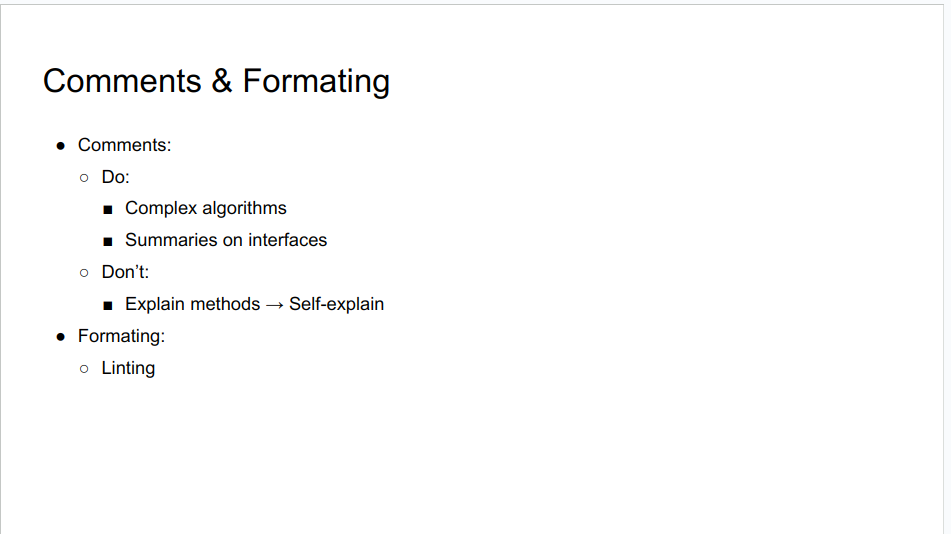 Comments & Formating
● Comments:
○ Do:
■ Complex algorithms
■ Summaries on interfaces
○ Don’t:
■ Explain methods → Self-explain
● Formating:
○ Linting